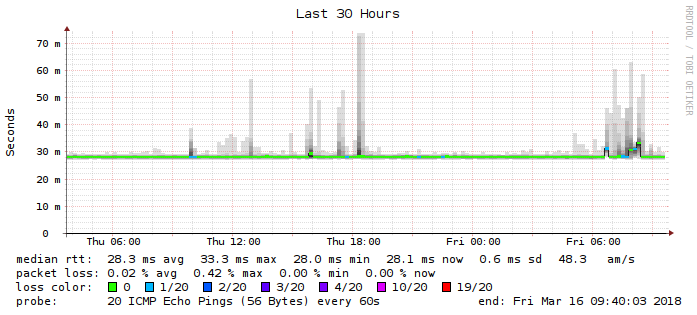 Last 30 Hours
RRDTOOL / TOBI OETIKER
Seconds
70 m
60 m
50 m
40 m
30 m
20 m
10 m
0
Thu 06:00 Thu 12:00 Thu 18:00 Fri 00:00 Fri 06:00
median rtt: 28.3 ms avg 33.3 ms max 28.0 ms min 28.1 ms now 0.6 ms sd 48.3 am/s
packet loss: 0.02 % avg 0.42 % max 0.00 % min 0.00 % now
loss color: 0 1/20 2/20 3/20 4/20 10/20 19/20
probe: 20 ICMP Echo Pings (56 Bytes) every 60s end: Fri Mar 16 09:40:03 2018